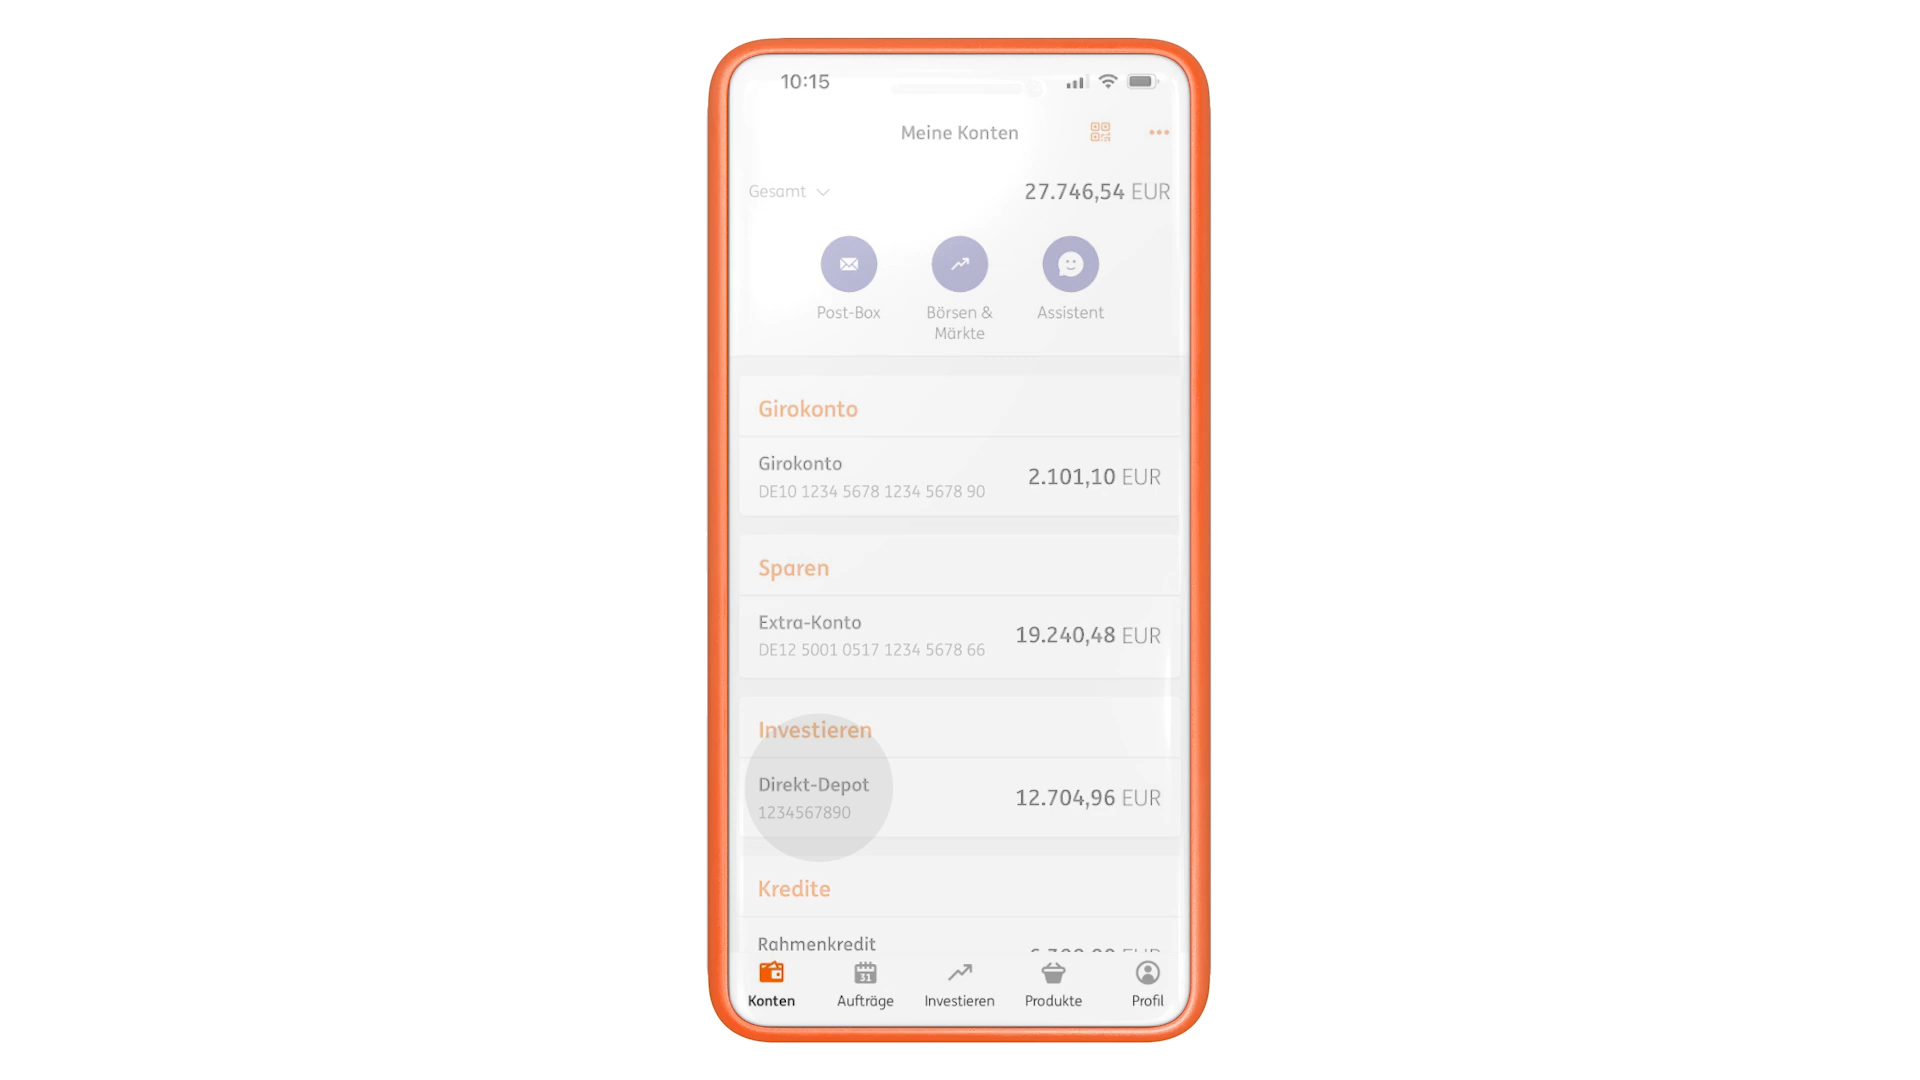 10:15
Meine Konten
Gesamt 27.746,54 EUR
Post-Box
Börsen &
Märkte
Assistent
Girokonto
Girokonto
DE10 1234 5678 1234 5678 90
2.101,10 EUR
Sparen
Extra-Konto
DE12 5001 0517 1234 5678 66
19.240,48 EUR
Investieren
Direkt-Depot
1234567890
12.704,96 EUR
Kredite
Rahmenkredit
31
Konten
Aufträge
Investieren
Produkte
Profil